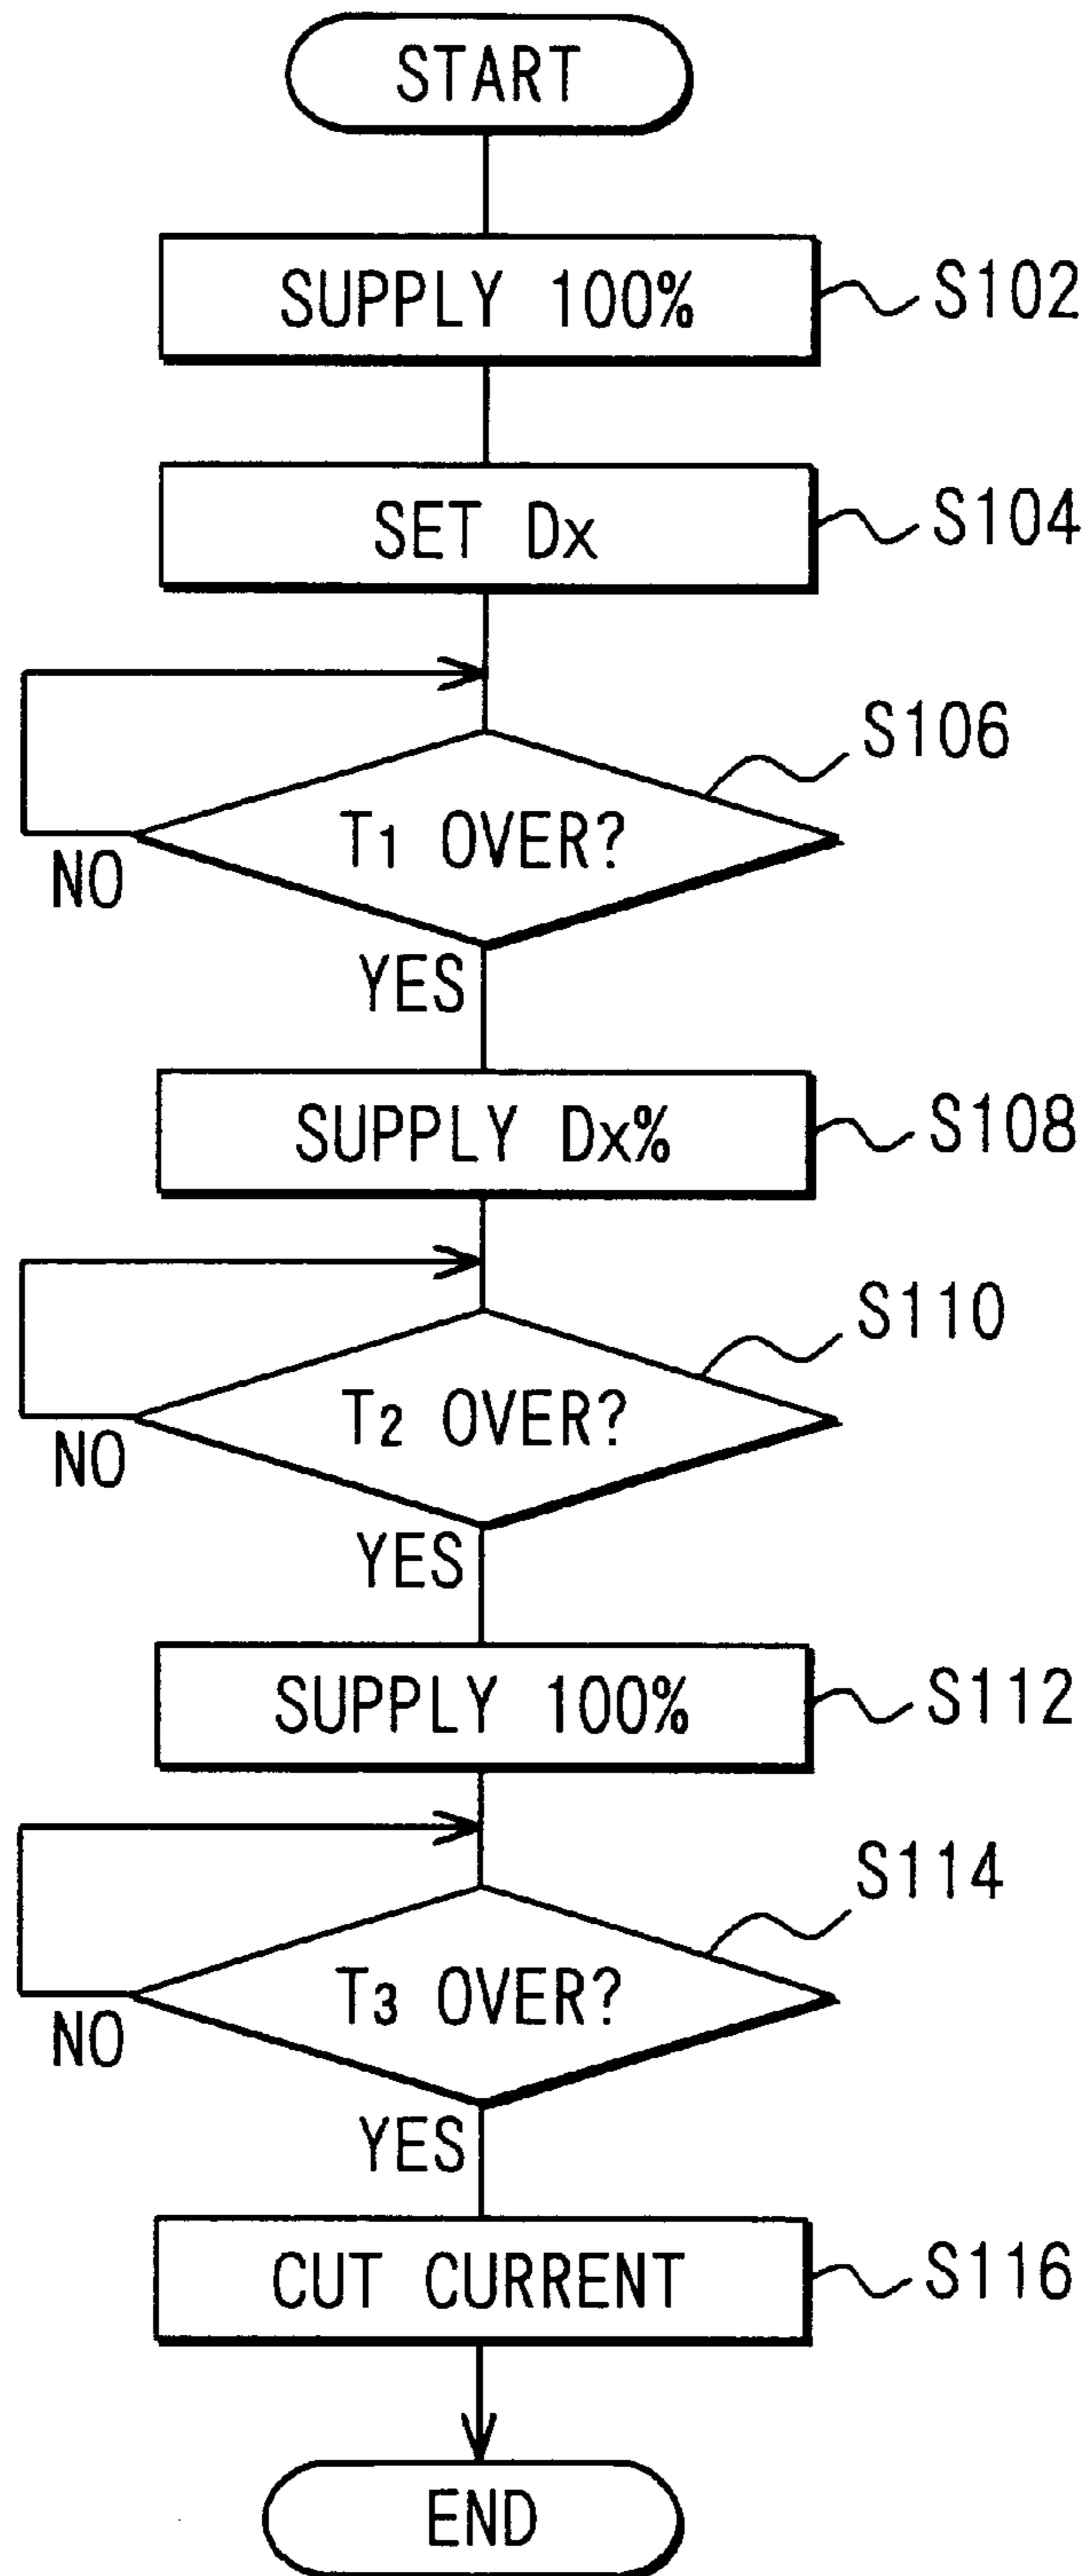 START
SUPPLY 100%
S102
SET Dx
S104
S106
T1 OVER?
NO
YES
SUPPLY Dx%
S108
S110
T2 OVER?
NO
YES
SUPPLY 100%
S112
S114
T3 OVER?
NO
YES
CUT CURRENT
S116
END